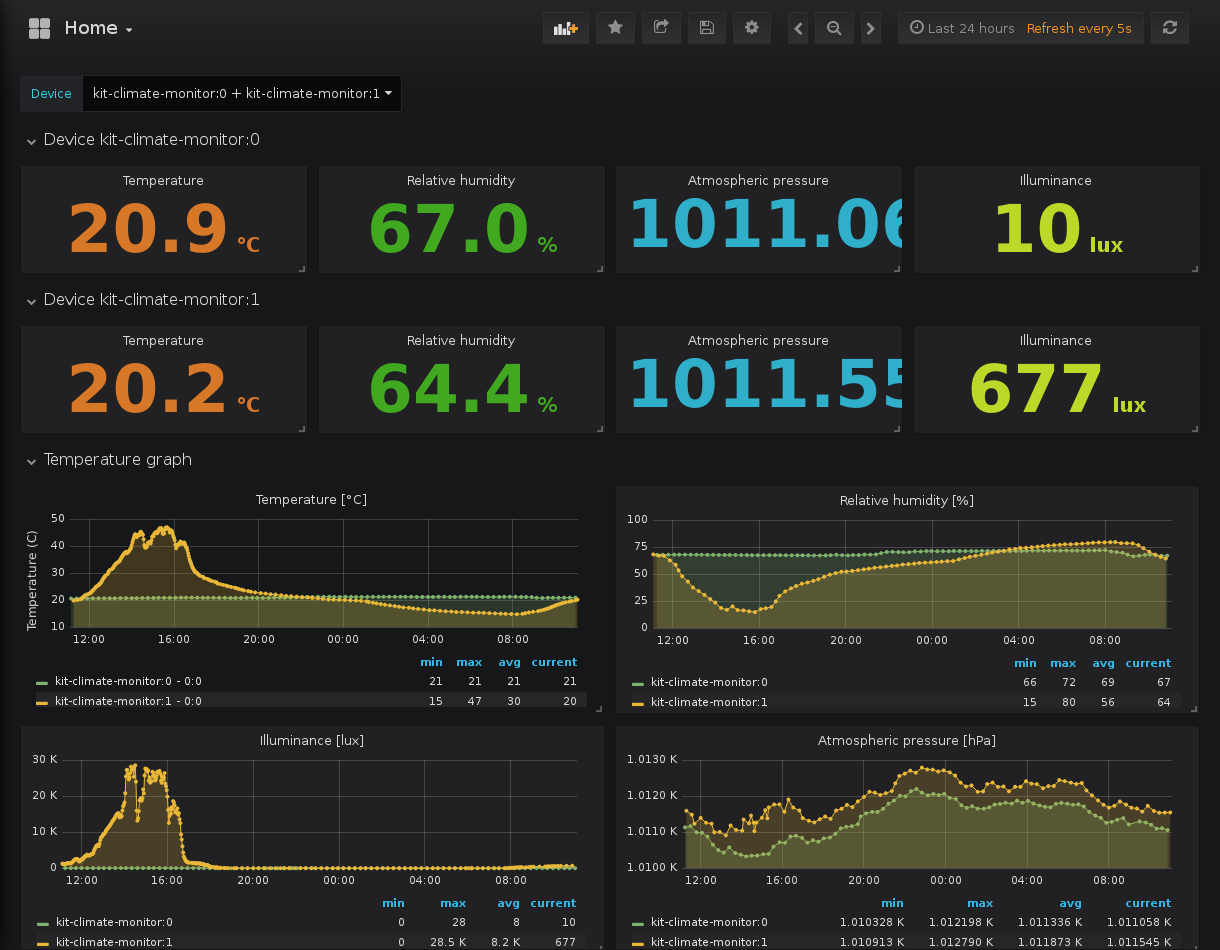 Home
Last 24 hours Refresh every 5s
Device kit-climate-monitor:0 + kit-climate-monitor:1
Device kit-climate-monitor:0
Temperature Relative humidity Atmospheric pressure Illuminance
20.9 °C 67.0 % 1011.06 10 lux
Device kit-climate-monitor:1
Temperature Relative humidity Atmospheric pressure Illuminance
20.2 °C 64.4 % 1011.55 677 lux
Temperature graph
Temperature [°C]
Temperature (C)
50
40
30
20
10
12:00 16:00 20:00 00:00 04:00 08:00
min max avg current
kit-climate-monitor:0 - 0:0 21 21 21 21
kit-climate-monitor:1 - 0:0 15 47 30 20
Relative humidity [%]
100
75
50
25
0
12:00 16:00 20:00 00:00 04:00 08:00
min max avg current
kit-climate-monitor:0 66 72 69 67
kit-climate-monitor:1 15 80 56 64
Illuminance [lux]
30 K
20 K
10 K
0
12:00 16:00 20:00 00:00 04:00 08:00
min max avg current
kit-climate-monitor:0 0 28 8 10
kit-climate-monitor:1 0 28.5 K 8.2 K 677
Atmospheric pressure [hPa]
1.0130 K
1.0120 K
1.0110 K
1.0100 K
12:00 16:00 20:00 00:00 04:00 08:00
min max avg current
kit-climate-monitor:0 1.010328 K 1.012198 K 1.011336 K 1.011058 K
kit-climate-monitor:1 1.010913 K 1.012790 K 1.011873 K 1.011545 K